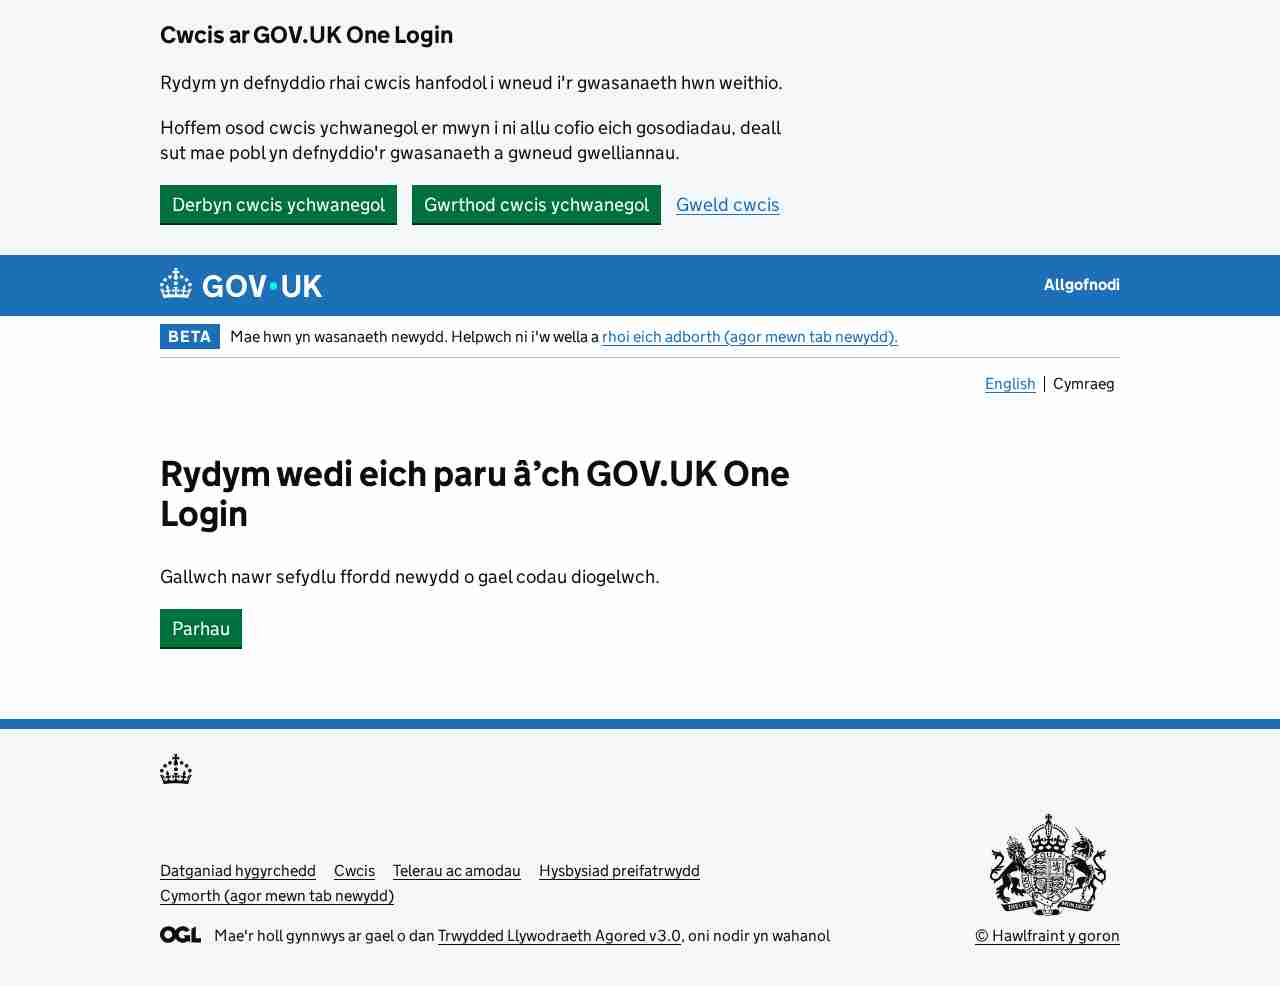 Cwcis ar GOV.UK One Login
Rydym yn defnyddio rhai cwcis hanfodol i wneud i'r gwasanaeth hwn weithio.
Hoffem osod cwcis ychwanegol er mwyn i ni allu cofio eich gosodiadau, deall
sut mae pobl yn defnyddio'r gwasanaeth a gwneud gwelliannau.
Derbyn cwcis ychwanegol Gwrthod cwcis ychwanegol Gweld cwcis
GOV·UK Allgofnodi
BETA Mae hwn yn wasanaeth newydd. Helpwch ni i'w wella a rhoi eich adborth (agor mewn tab newydd).
English Cymraeg
Rydym wedi eich paru â’ch GOV.UK One
Login
Gallwch nawr sefydlu ffordd newydd o gael codau diogelwch.
Parhau
Datganiad hygyrchedd Cwcis Telerau ac amodau Hysbysiad preifatrwydd
Cymorth (agor mewn tab newydd)
OGL Mae'r holl gynnwys ar gael o dan Trwydded Llywodraeth Agored v3.0, oni nodir yn wahanol
© Hawlfraint y goron